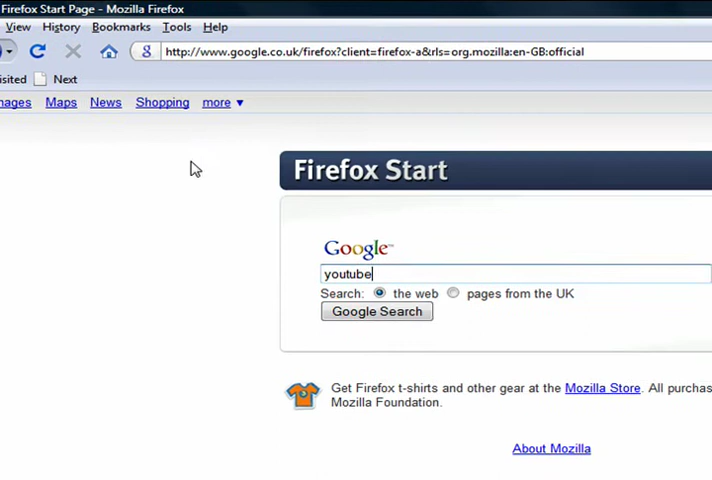 Firefox Start Page - Mozilla Firefox
View History Bookmarks Tools Help
http://www.google.co.uk/firefox?client=firefox-a&rls=org.mozilla:en-GB:official
isited Next
nages Maps News Shopping more ▼
Firefox Start
Google™
youtube
Search: the web pages from the UK
Google Search
Get Firefox t-shirts and other gear at the Mozilla Store. All purchas
Mozilla Foundation.
About Mozilla